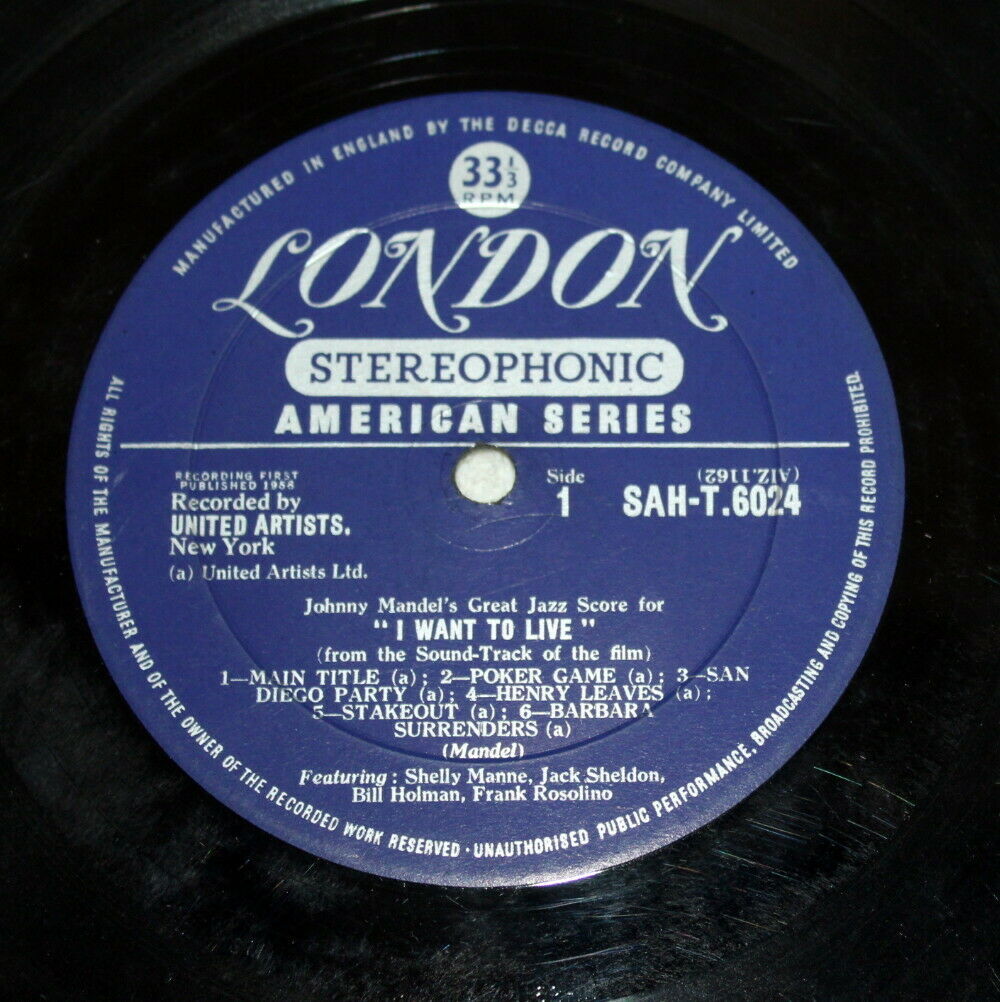 MANUFACTURED IN ENGLAND BY THE DECCA RECORD COMPANY LIMITED
33⅓
RPM
LONDON
STEREOPHONIC
AMERICAN SERIES
RECORDING FIRST
PUBLISHED 1958
Recorded by
UNITED ARTISTS.
New York
(a) United Artists Ltd.
Side
1
(AIZ.1162)
SAH-T.6024
Johnny Mandel's Great Jazz Score for
"I WANT TO LIVE"
(from the Sound-Track of the film)
1—MAIN TITLE (a); 2—POKER GAME (a); 3—SAN
DIEGO PARTY (a); 4—HENRY LEAVES (a);
5—STAKEOUT (a); 6—BARBARA
SURRENDERS (a)
(Mandel)
Featuring: Shelly Manne, Jack Sheldon,
Bill Holman, Frank Rosolino
ALL RIGHTS OF THE MANUFACTURER AND OF THE OWNER OF THE RECORDED WORK RESERVED · UNAUTHORISED PUBLIC PERFORMANCE, BROADCASTING AND COPYING OF THIS RECORD PROHIBITED.